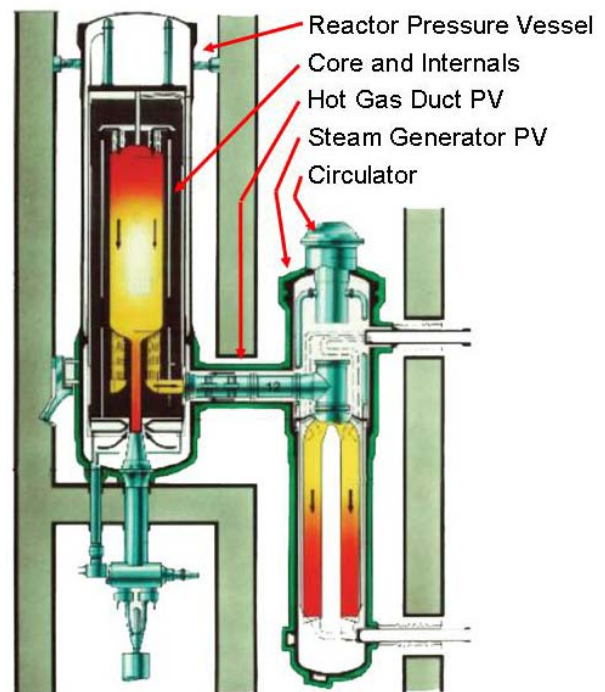 Reactor Pressure Vessel
Core and Internals
Hot Gas Duct PV
Steam Generator PV
Circulator